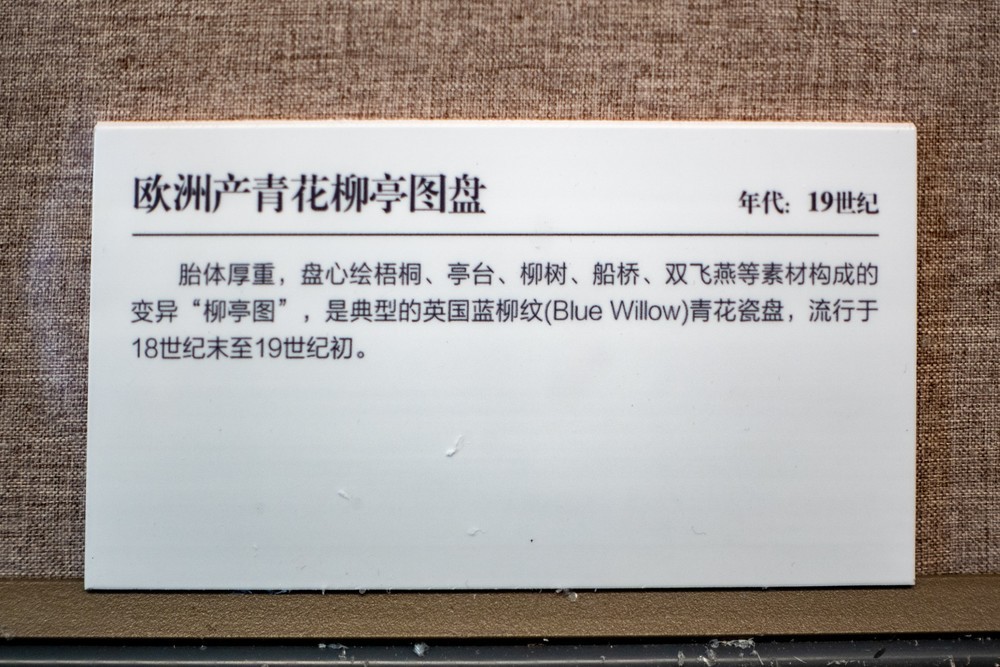 欧洲产青花柳亭图盘
年代：19世纪
胎体厚重，盘心绘梧桐、亭台、柳树、船桥、双飞燕等素材构成的
变异“柳亭图”，是典型的英国蓝柳纹(Blue Willow)青花瓷盘，流行于
18世纪末至19世纪初。